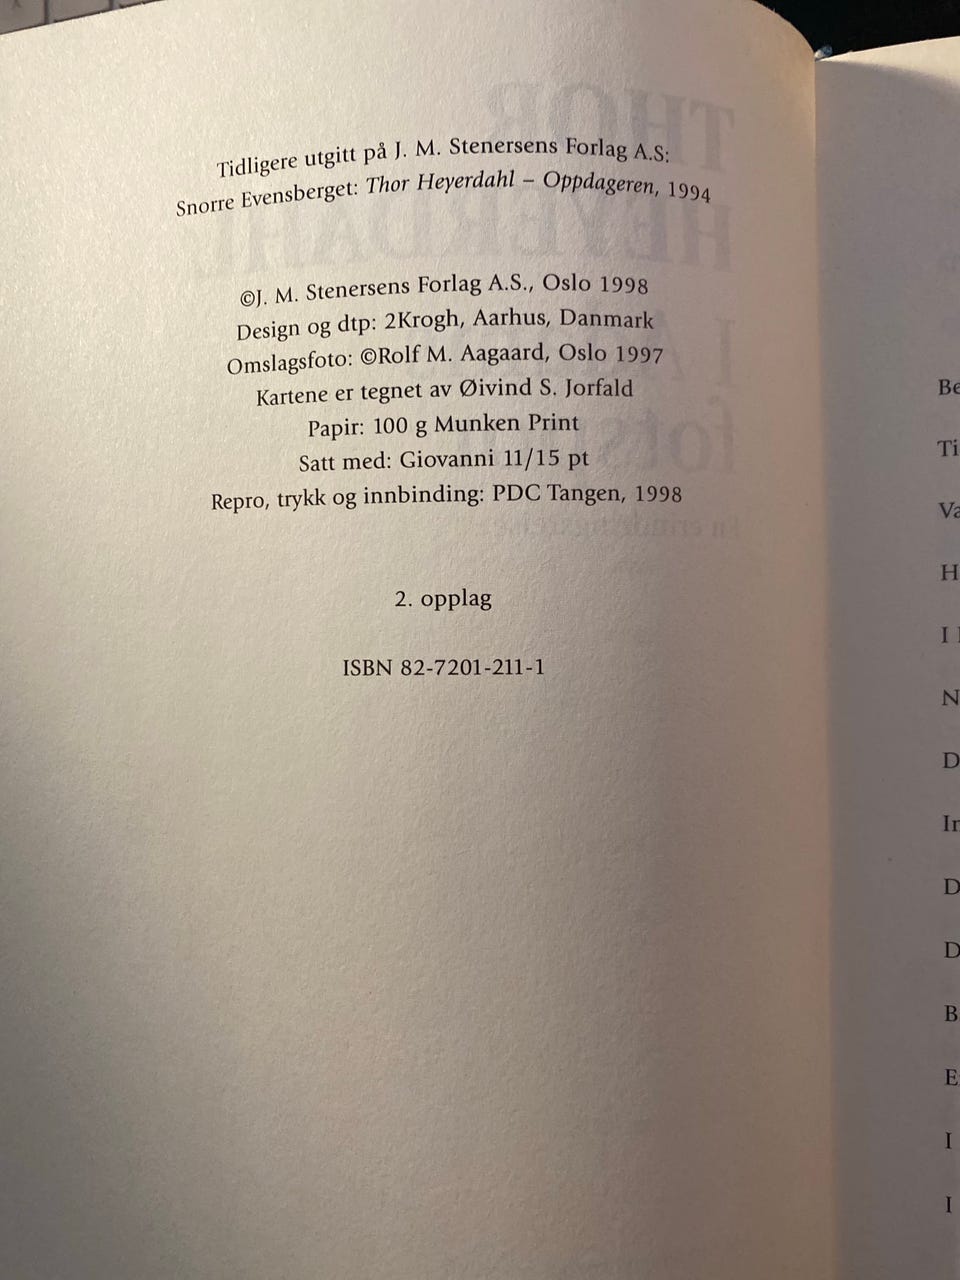 Tidligere utgitt på J. M. Stenersens Forlag A.S:
Snorre Evensberget: Thor Heyerdahl – Oppdageren, 1994
©J. M. Stenersens Forlag A.S., Oslo 1998
Design og dtp: 2Krogh, Aarhus, Danmark
Omslagsfoto: ©Rolf M. Aagaard, Oslo 1997
Kartene er tegnet av Øivind S. Jorfald
Papir: 100 g Munken Print
Satt med: Giovanni 11/15 pt
Repro, trykk og innbinding: PDC Tangen, 1998
2. opplag
ISBN 82-7201-211-1